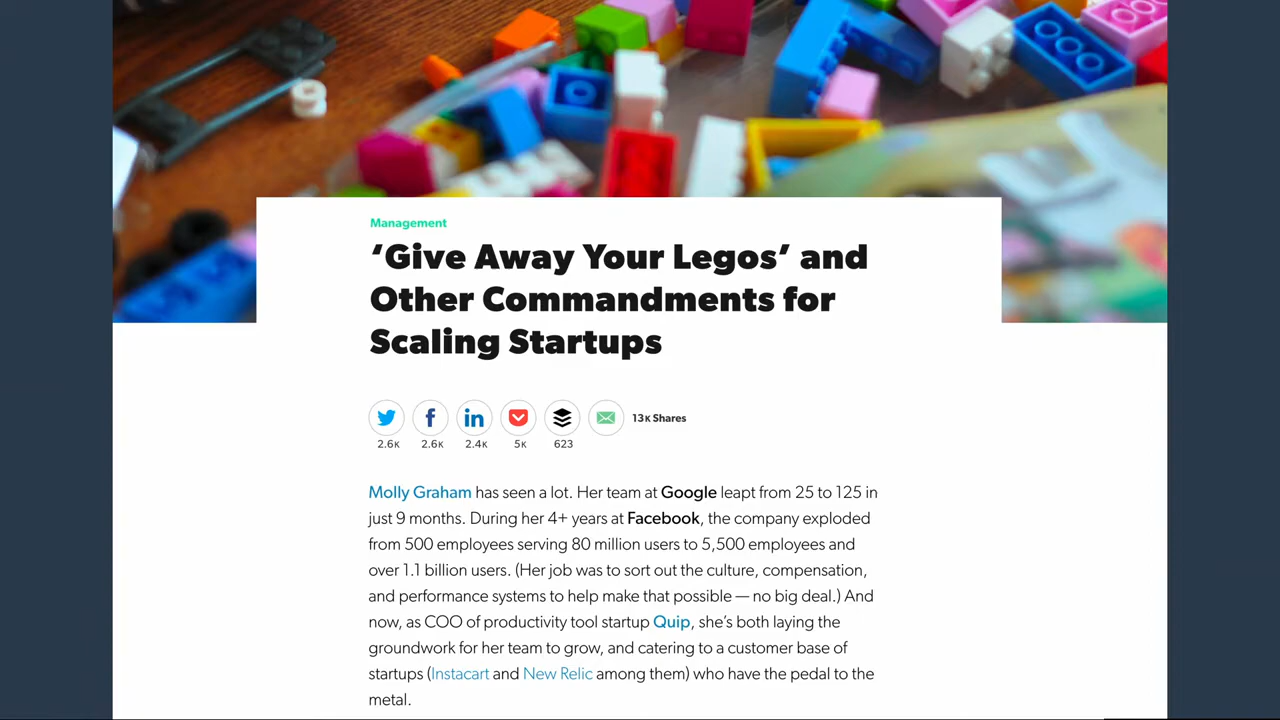 Management
‘Give Away Your Legos’ and
Other Commandments for
Scaling Startups
13K Shares
2.6K 2.6K 2.4K 5K 623
Molly Graham has seen a lot. Her team at Google leapt from 25 to 125 in
just 9 months. During her 4+ years at Facebook, the company exploded
from 500 employees serving 80 million users to 5,500 employees and
over 1.1 billion users. (Her job was to sort out the culture, compensation,
and performance systems to help make that possible — no big deal.) And
now, as COO of productivity tool startup Quip, she’s both laying the
groundwork for her team to grow, and catering to a customer base of
startups (Instacart and New Relic among them) who have the pedal to the
metal.